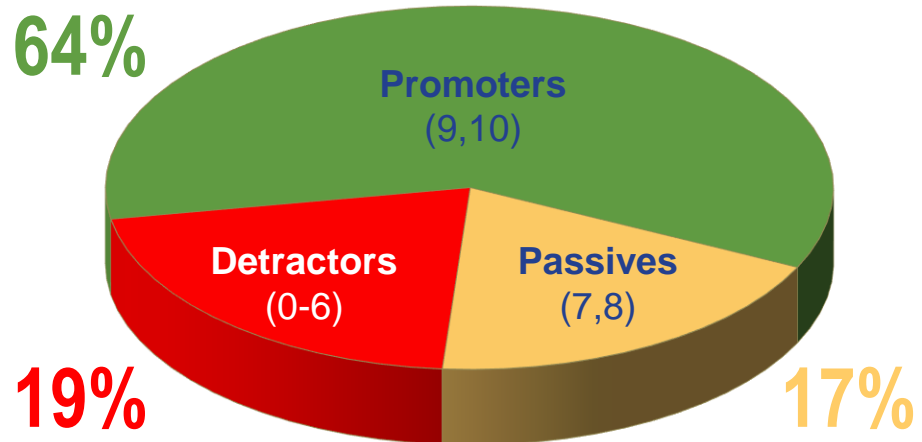 64%
Promoters
(9,10)
Detractors
(0-6)
Passives
(7,8)
19%
17%